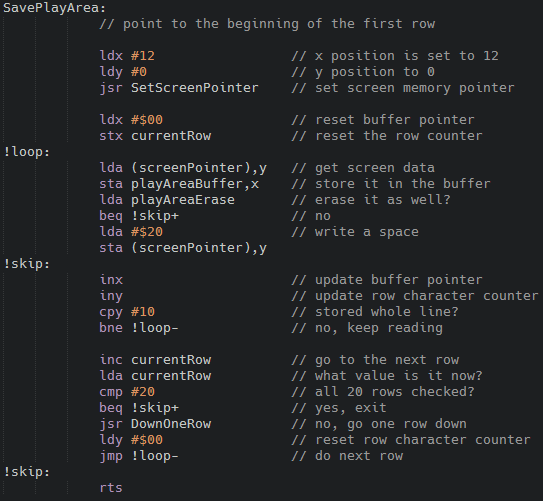 SavePlayArea:
// point to the beginning of the first row
ldx #12 // x position is set to 12
ldy #0 // y position to 0
jsr SetScreenPointer // set screen memory pointer
ldx #$00 // reset buffer pointer
stx currentRow // reset the row counter
!loop:
lda (screenPointer),y // get screen data
sta playAreaBuffer,x // store it in the buffer
lda playAreaErase // erase it as well?
beq !skip+ // no
lda #$20 // write a space
sta (screenPointer),y
!skip:
inx // update buffer pointer
iny // update row character counter
cpy #10 // stored whole line?
bne !loop- // no, keep reading
inc currentRow // go to the next row
lda currentRow // what value is it now?
cmp #20 // all 20 rows checked?
beq !skip+ // yes, exit
jsr DownOneRow // no, go one row down
ldy #$00 // reset row character counter
jmp !loop- // do next row
!skip:
rts